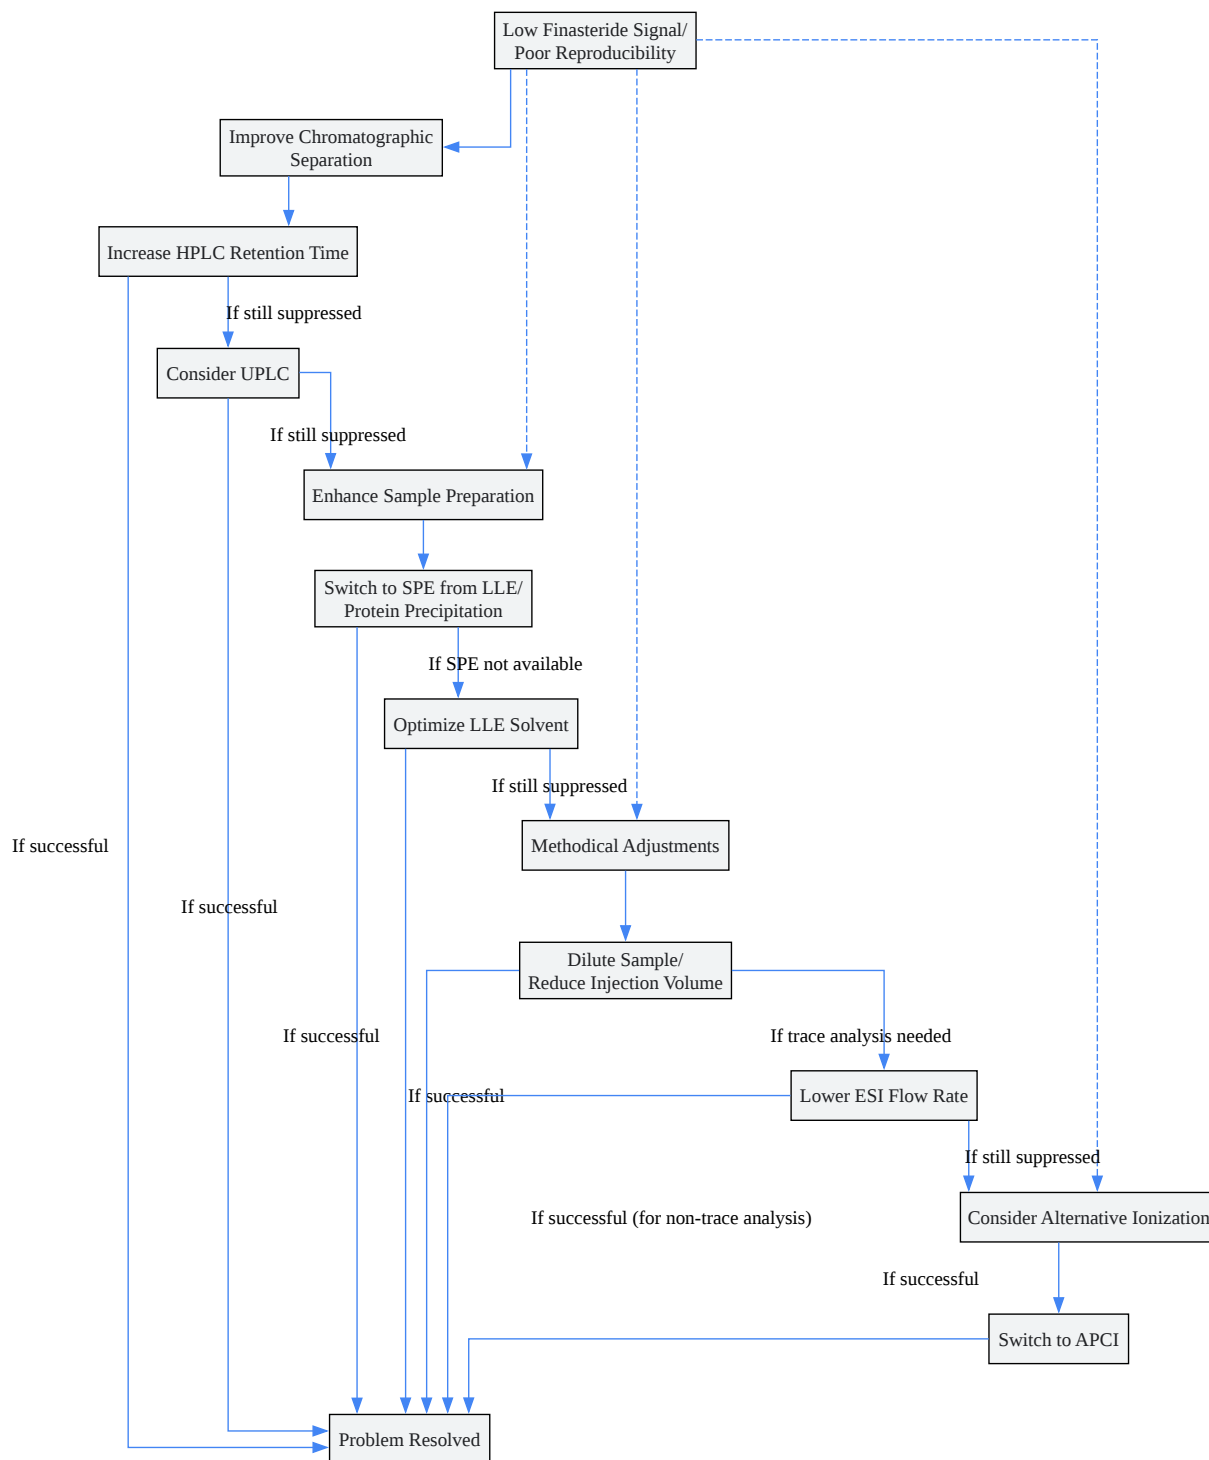 Low Finasteride Signal/
Poor Reproducibility
Improve Chromatographic
Separation
Increase HPLC Retention Time
If still suppressed
Consider UPLC
If still suppressed
Enhance Sample Preparation
Switch to SPE from LLE/
Protein Precipitation
If SPE not available
Optimize LLE Solvent
If still suppressed
Methodical Adjustments
If successful
If successful
Dilute Sample/
Reduce Injection Volume
If successful
If trace analysis needed
If successful
Lower ESI Flow Rate
If still suppressed
If successful (for non-trace analysis)
Consider Alternative Ionization
If successful
Switch to APCI
Problem Resolved